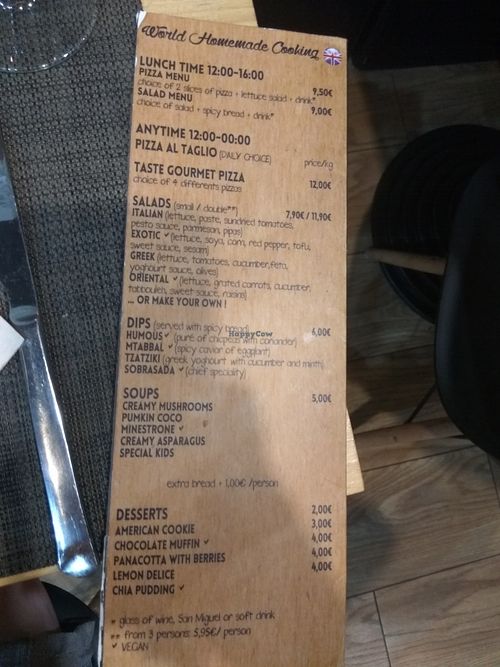 World Homemade Cooking
LUNCH TIME 12:00-16:00
PIZZA MENU 9,50€
choice of 2 slices of pizza + lettuce salad + drink*
SALAD MENU 9,00€
choice of salad + spicy bread + drink*
ANYTIME 12:00-00:00
PIZZA AL TAGLIO (DAILY CHOICE) price/kg
TASTE GOURMET PIZZA 12,00€
choice of 4 differents pizzas
SALADS (small / double**) 7,90€ / 11,90€
ITALIAN (lettuce, paste, sundried tomatoes,
pesto sauce, parmesan, pipas)
EXOTIC ✓ (lettuce, soya, corn, red pepper, tofu,
sweet sauce, sesam)
GREEK (lettuce, tomatoes, cucumber, feta,
yoghourt sauce, olives)
ORIENTAL ✓ (lettuce, grated carrots, cucumber,
tabbouleh, sweet sauce, raisins)
... OR MAKE YOUR OWN !
DIPS (served with spicy bread) 6,00€
HappyCow
HUMOUS ✓ (puré of chicpeas with coriander)
MTABBAL ✓ (spicy caviar of eggplant)
TZATZIKI (greek yoghourt with cucumber and minth)
SOBRASADA ✓ (chief speciality)
SOUPS 5,00€
CREAMY MUSHROOMS
PUMKIN COCO
MINESTRONE ✓
CREAMY ASPARAGUS
SPECIAL KIDS
extra bread + 1,00€ /person
DESSERTS 2,00€
AMERICAN COOKIE 3,00€
CHOCOLATE MUFFIN ✓ 4,00€
PANACOTTA WITH BERRIES 4,00€
LEMON DELICE 4,00€
CHIA PUDDING ✓
* glass of wine, San Miguel or soft drink
** from 3 persons: 5,95€/ person
✓ VEGAN